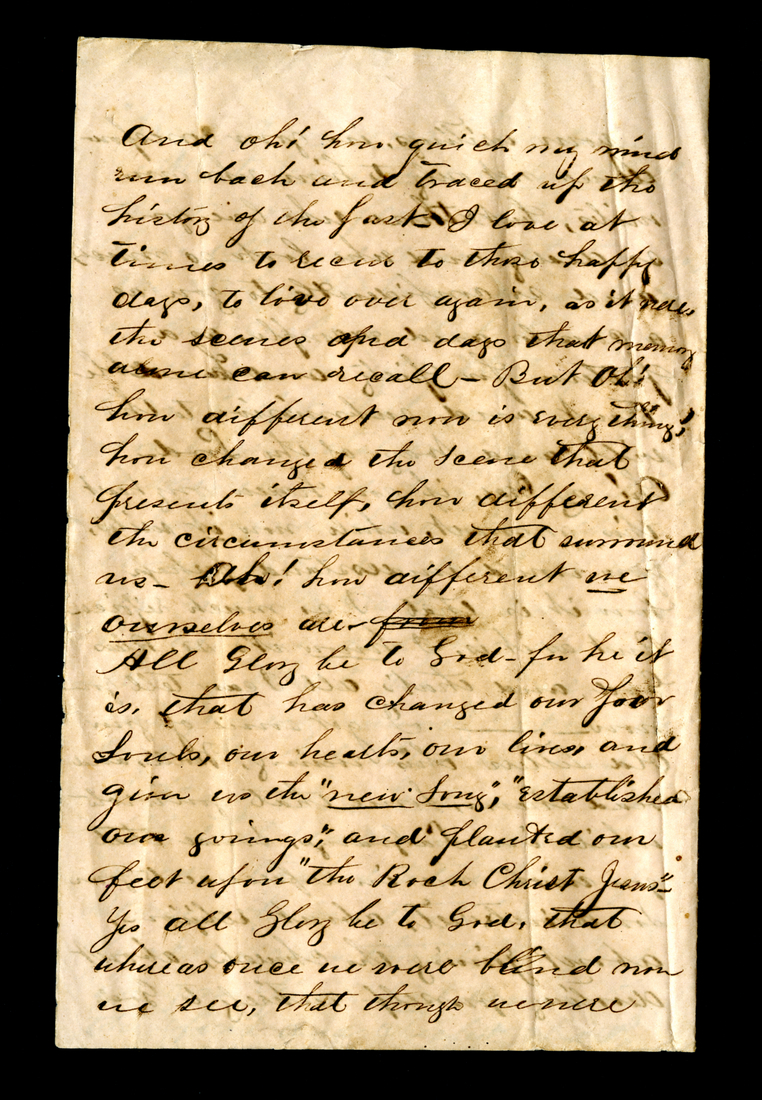 And oh! how quick my mind
run back and traced up the
history of the past. I love, at
times to recur to those happy
days, to live over again, as it were
the scenes and days that memory
alone can recall - But Oh!
how different now is everything,
how changed the scene that
presents itself, how different
the circumstances that surround
us - Ah! how different we
ourselves are
All Glory be to God - for he it
is, that has changed our poor
Souls, our hearts, our lives, and
given us the "new Song", "established
our goings", and planted our
feet upon "the Rock Christ Jesus" -
Yes all Glory be to God, that
whereas once we were blind now
we see, that though we were